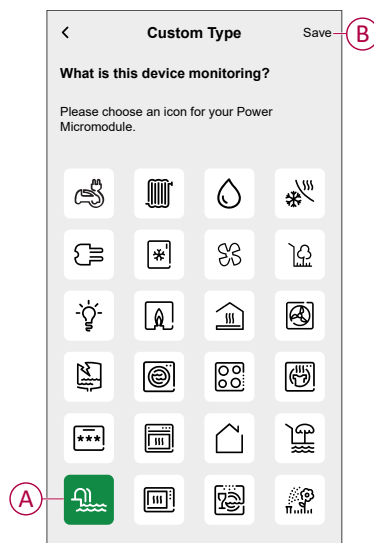 Custom Type
Save
B
What is this device monitoring?
Please choose an icon for your Power
Micromodule.
A